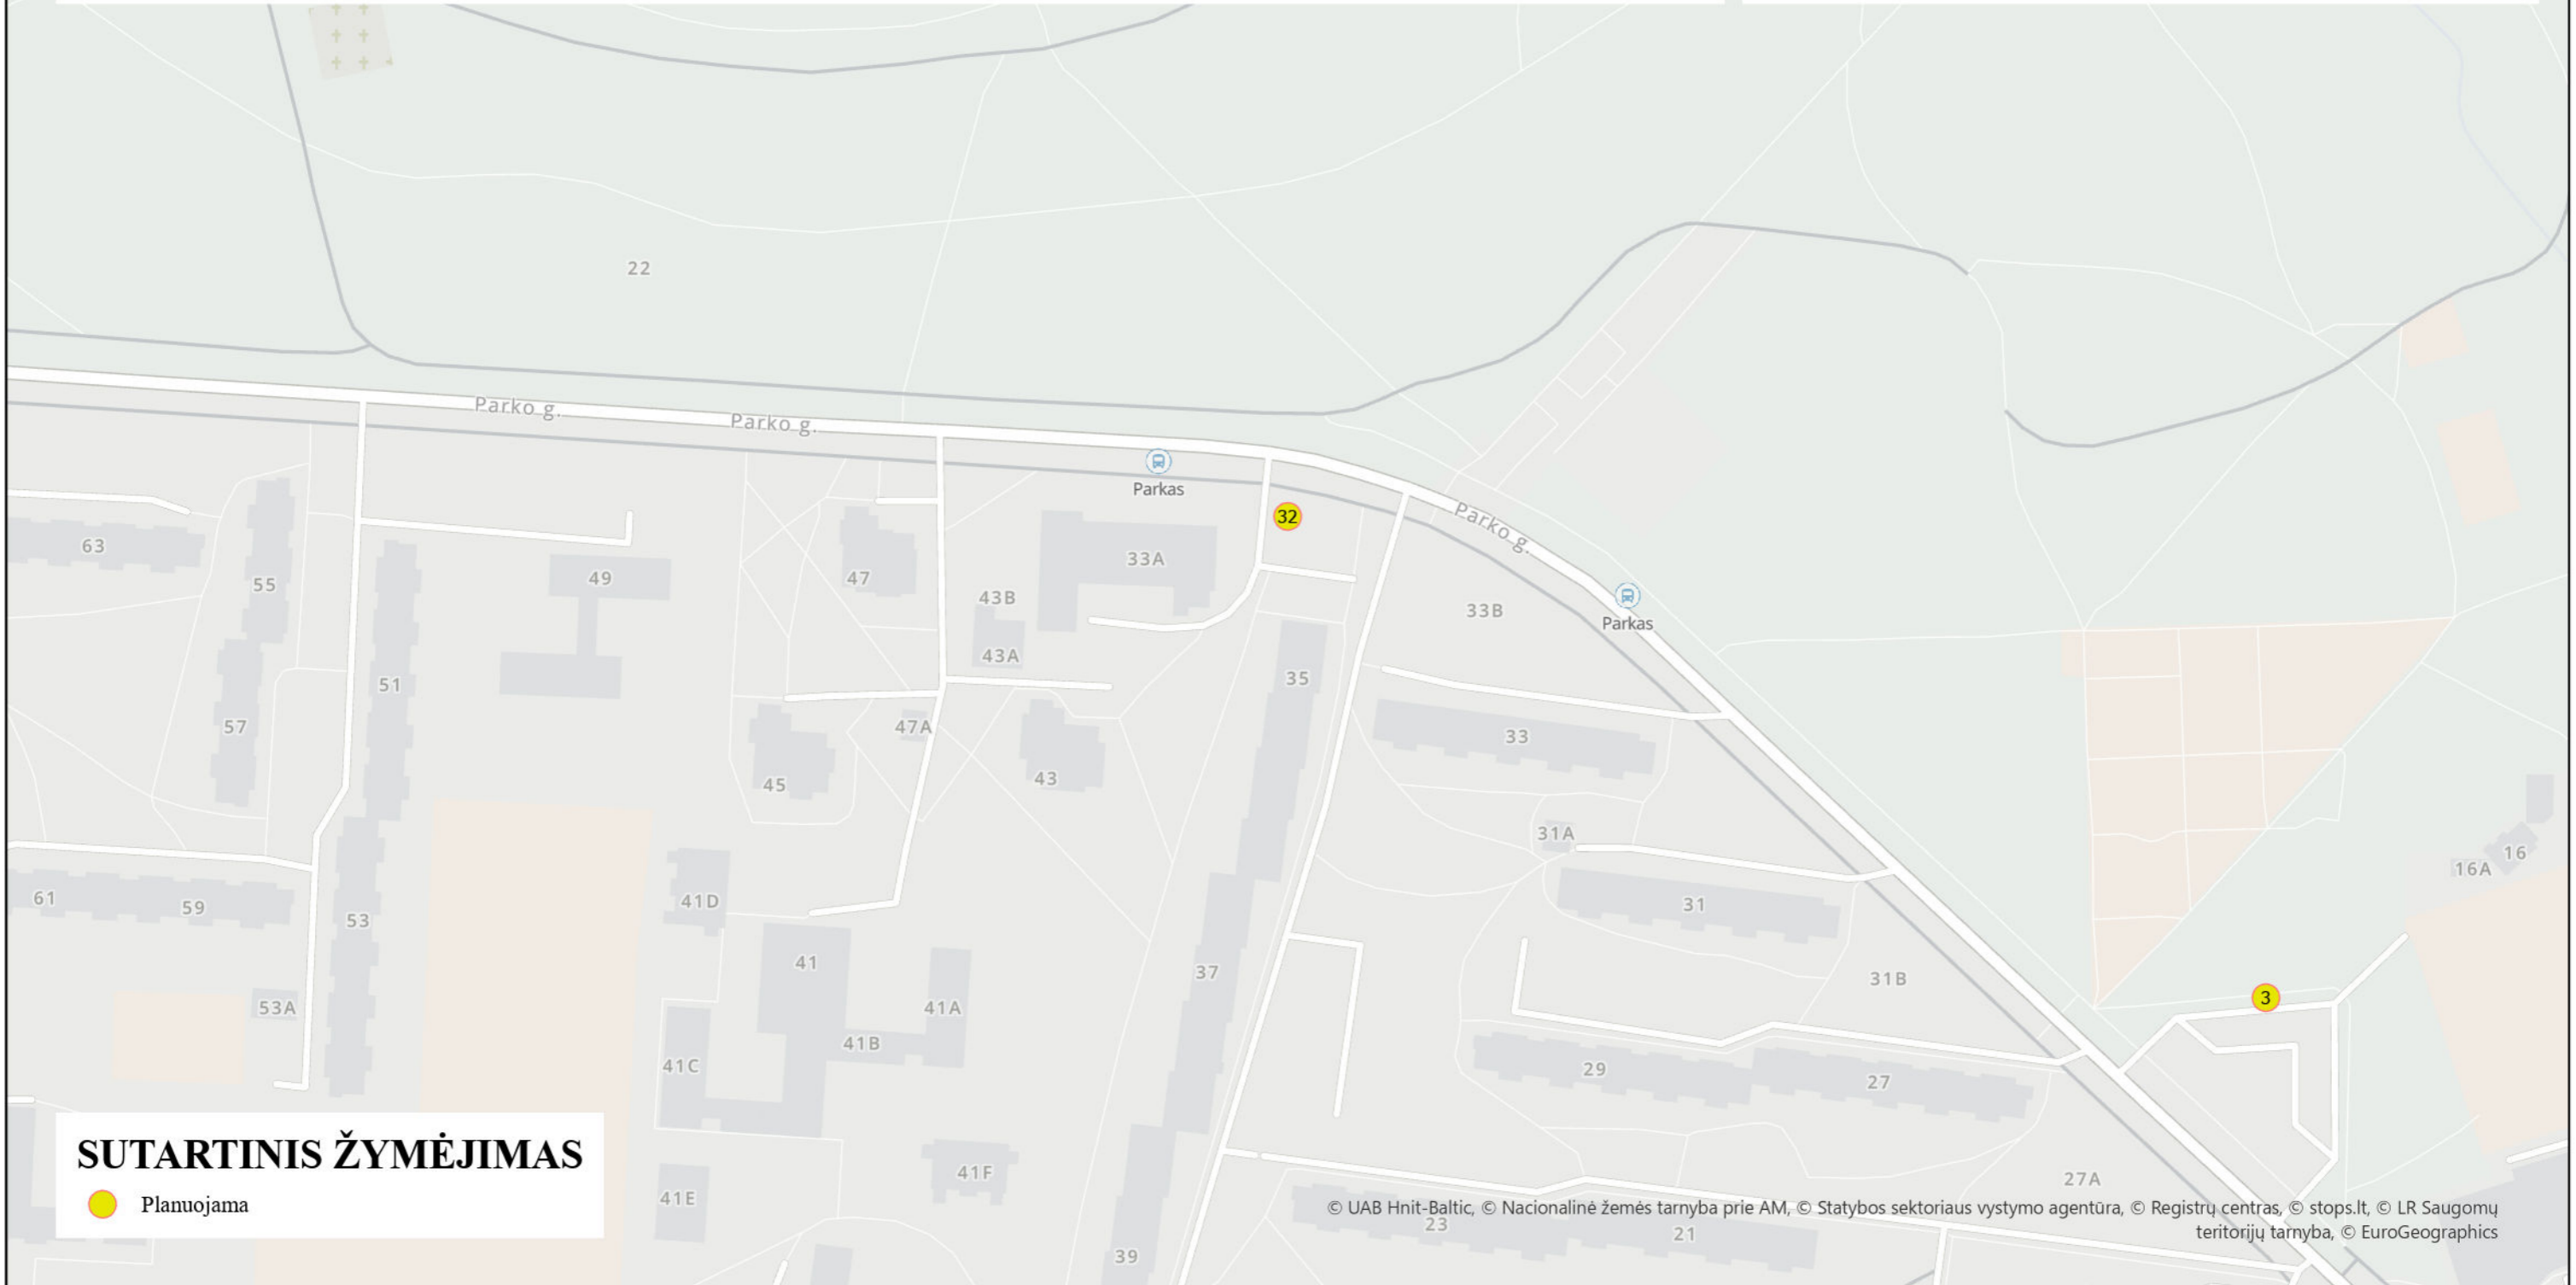 22
Parko g.
Parko g.
Parkas
32
Parko g.
63
55
49
47
43B
33A
33B
Parkas
51
43A
35
57
47A
33
45
43
31A
16
16A
61
59
53
41D
31
41
37
31B
3
53A
41A
41B
41C
29
27
SUTARTINIS ŽYMĖJIMAS
Planuojama
41F
41E
27A
23
21
39
© UAB Hnit-Baltic, © Nacionalinė žemės tarnyba prie AM, © Statybos sektoriaus vystymo agentūra, © Registrų centras, © stops.lt, © LR Saugomų
teritorijų tarnyba, © EuroGeographics